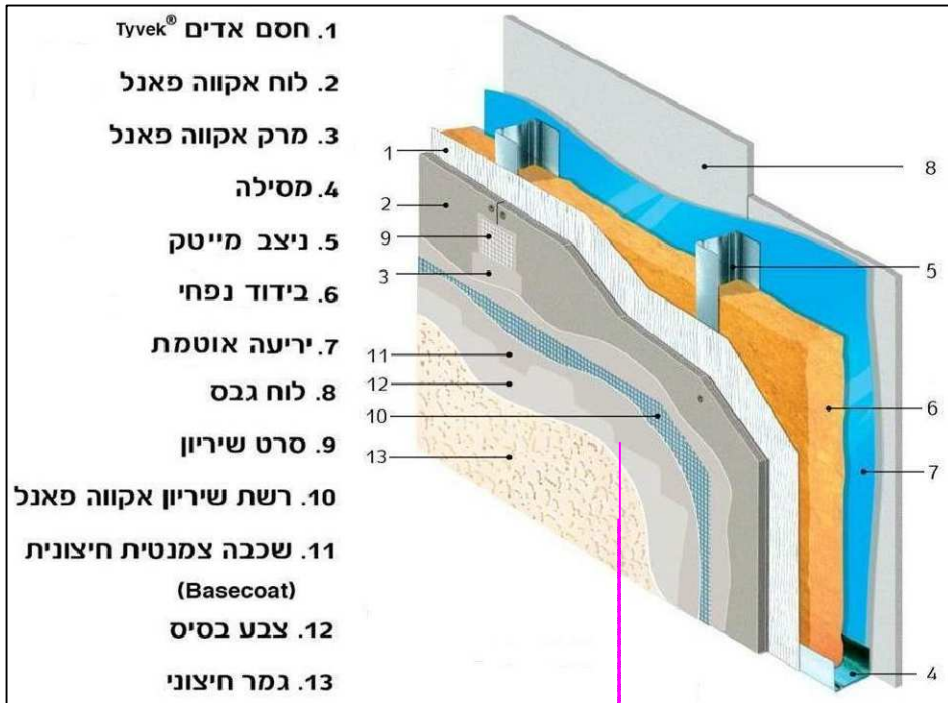 1. חסם אדים Tyvek®
2. לוח אקווה פאנל
3. מרק אקווה פאנל
4. מסילה
5. ניצב מייטק
6. בידוד נפחי
7. יריעה אוטמת
8. לוח גבס
9. סרט שיריון
10. רשת שיריון אקווה פאנל
11. שכבה צמנטית חיצונית
(Basecoat)
12. צבע בסיס
13. גמר חיצוני
1
2
9
3
11
12
10
13
8
5
6
7
4